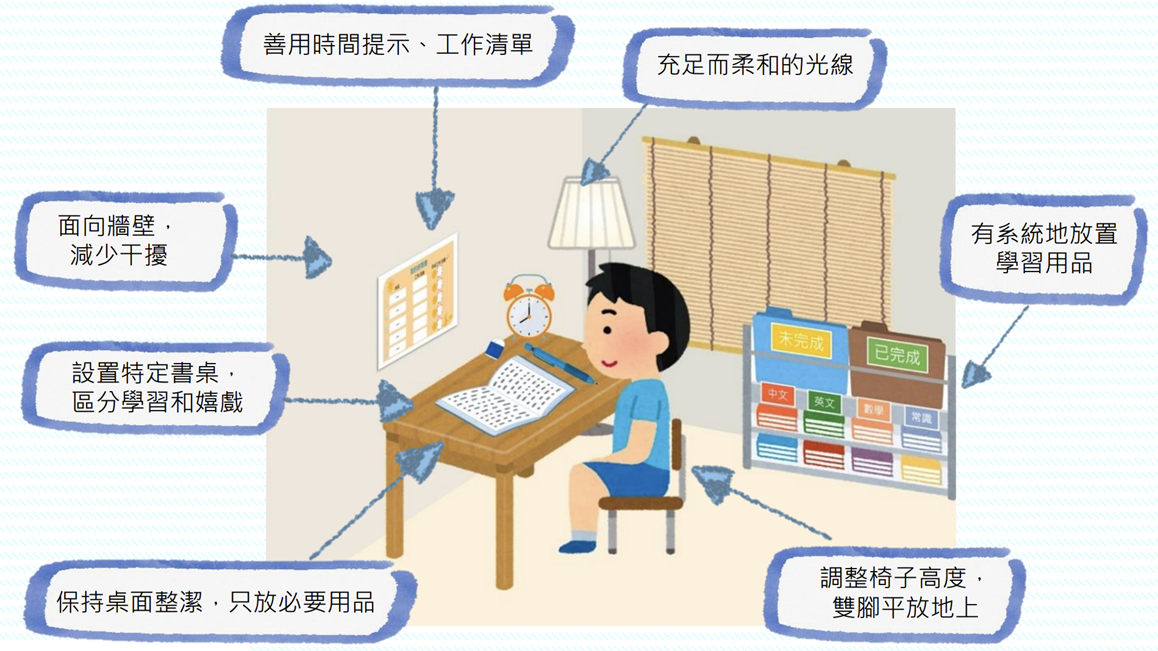 善用時間提示、工作清單
充足而柔和的光線
面向牆壁，
減少干擾
有系統地放置
學習用品
設置特定書桌，
區分學習和嬉戲
未完成
已完成
中文
英文
數學
常識
保持桌面整潔，只放必要用品
調整椅子高度，
雙腳平放地上